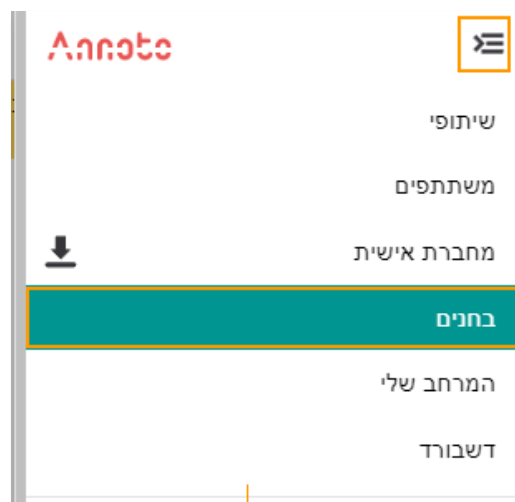 Annoto
שיתופי
משתתפים
מחברת אישית
בחנים
המרחב שלי
דשבורד